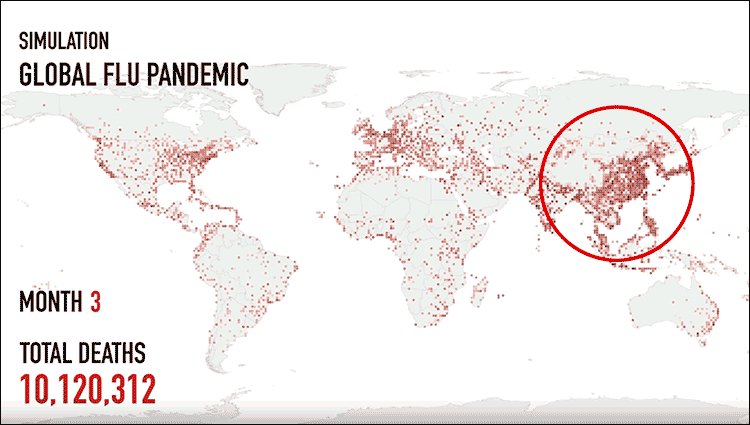 SIMULATION
GLOBAL FLU PANDEMIC
MONTH 3
TOTAL DEATHS
10,120,312